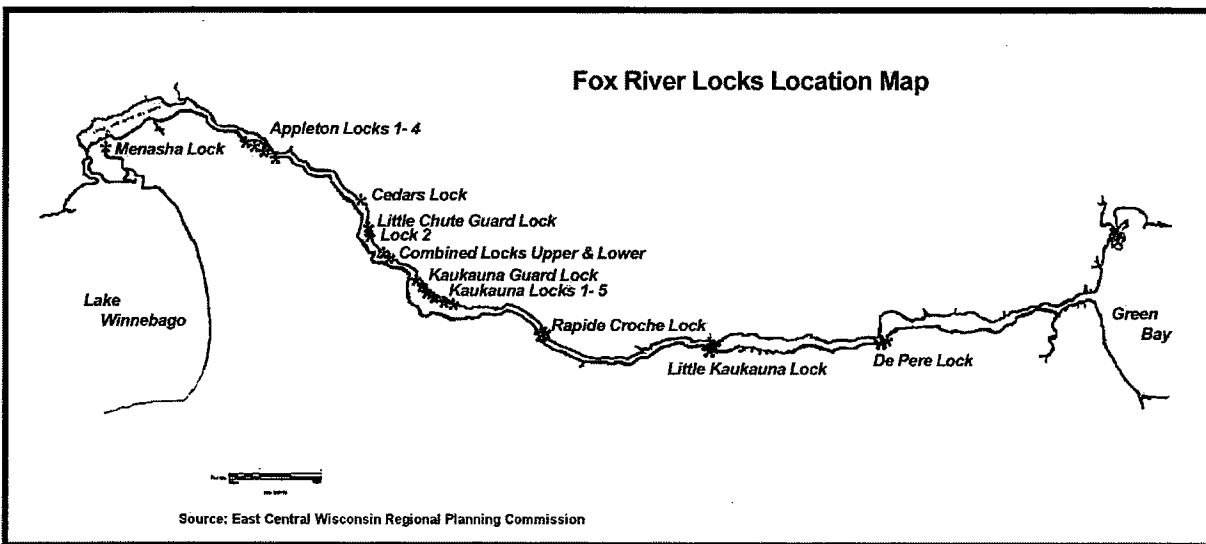 Fox River Locks Location Map
Appleton Locks 1- 4
Menasha Lock
Cedars Lock
Little Chute Guard Lock
Lock 2
Combined Locks Upper & Lower
Kaukauna Guard Lock
Kaukauna Locks 1- 5
Lake
Winnebago
Rapide Croche Lock
Green
Bay
Little Kaukauna Lock
De Pere Lock
Source: East Central Wisconsin Regional Planning Commission